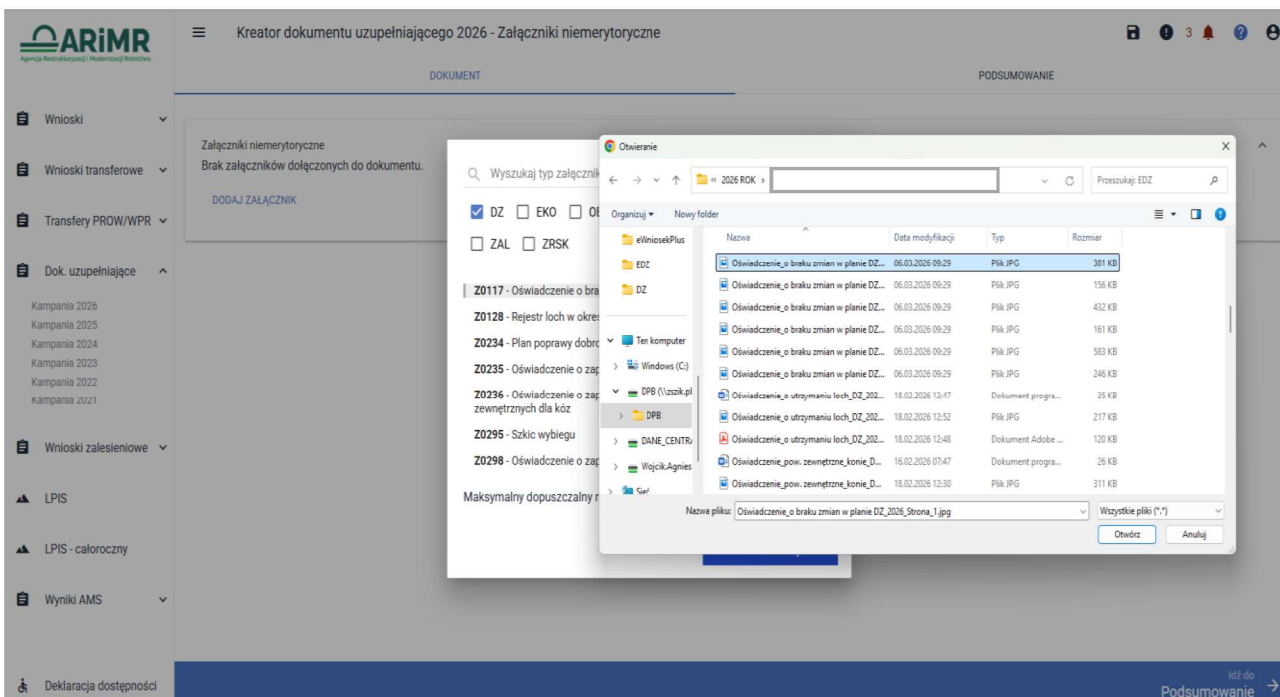 ARiMR
Agencja Restrukturyzacji i Modernizacji Rolnictwa
Kreator dokumentu uzupełniającego 2026 - Załączniki niemerytoryczne
3
DOKUMENT
PODSUMOWANIE
Wnioski
Wnioski transferowe
Transfery PROW/WPR
Dok. uzupełniające
Kampania 2026
Kampania 2025
Kampania 2024
Kampania 2023
Kampania 2022
Kampania 2021
Wnioski zalesieniowe
LPIS
LPIS - całoroczny
Wyniki AMS
Deklaracja dostępności
Załączniki niemerytoryczne
Brak załączników dołączonych do dokumentu.
DODAJ ZAŁĄCZNIK
Wyszukaj typ załącznik
DZ EKO
ZAL ZRSK
Z0117 - Oświadczenie o bra
Z0128 - Rejestr loch w okres
Z0234 - Plan poprawy dobro
Z0235 - Oświadczenie o zap
Z0236 - Oświadczenie o zap
zewnętrznych dla kóz
Z0295 - Szkic wybiegu
Z0298 - Oświadczenie o zap
Maksymalny dopuszczalny r
Otwieranie
« 2026 ROK >
Przeszukaj: EDZ
Organizuj Nowy folder
eWniosekPlus
EDZ
DZ
Ten komputer
Windows (C:)
DPB (\\zszik.pl
DPB
DANE_CENTR
Wojcik.Agnies
Sieć
Nazwa Data modyfikacji Typ Rozmiar
Oświadczenie_o braku zmian w planie DZ... 06.03.2026 09:29 Plik JPG 301 KB
Oświadczenie_o braku zmian w planie DZ... 06.03.2026 09:29 Plik JPG 156 KB
Oświadczenie_o braku zmian w planie DZ... 06.03.2026 09:29 Plik JPG 432 KB
Oświadczenie_o braku zmian w planie DZ... 06.03.2026 09:29 Plik JPG 161 KB
Oświadczenie_o braku zmian w planie DZ... 06.03.2026 09:29 Plik JPG 583 KB
Oświadczenie_o braku zmian w planie DZ... 06.03.2026 09:29 Plik JPG 246 KB
Oświadczenie_o utrzymaniu loch_DZ_202... 18.02.2026 12:47 Dokument progra... 35 KB
Oświadczenie_o utrzymaniu loch_DZ_202... 18.02.2026 12:52 Plik JPG 217 KB
Oświadczenie_o utrzymaniu loch_DZ_202... 18.02.2026 12:48 Dokument Adobe ... 120 KB
Oświadczenie_pow. zewnętrzne_konie_D... 16.02.2026 07:47 Dokument progra... 26 KB
Oświadczenie_pow. zewnętrzne_konie_D... 18.02.2026 12:30 Plik JPG 311 KB
Nazwa pliku: Oświadczenie_o braku zmian w planie DZ_2026_Strona_1.jpg
Wszystkie pliki (*.*)
Otwórz Anuluj
Idź do
Podsumowanie